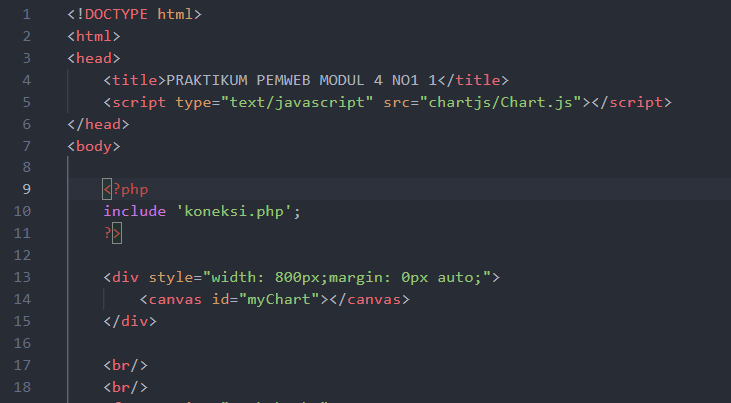 1 <!DOCTYPE html>
2 <html>
3 <head>
4 <title>PRAKTIKUM PEMWEB MODUL 4 NO1 1</title>
5 <script type="text/javascript" src="chartjs/Chart.js"></script>
6 </head>
7 <body>
8
9 <?php
10 include 'koneksi.php';
11 ?>
12
13 <div style="width: 800px;margin: 0px auto;">
14 <canvas id="myChart"></canvas>
15 </div>
16
17 <br/>
18 <br/>